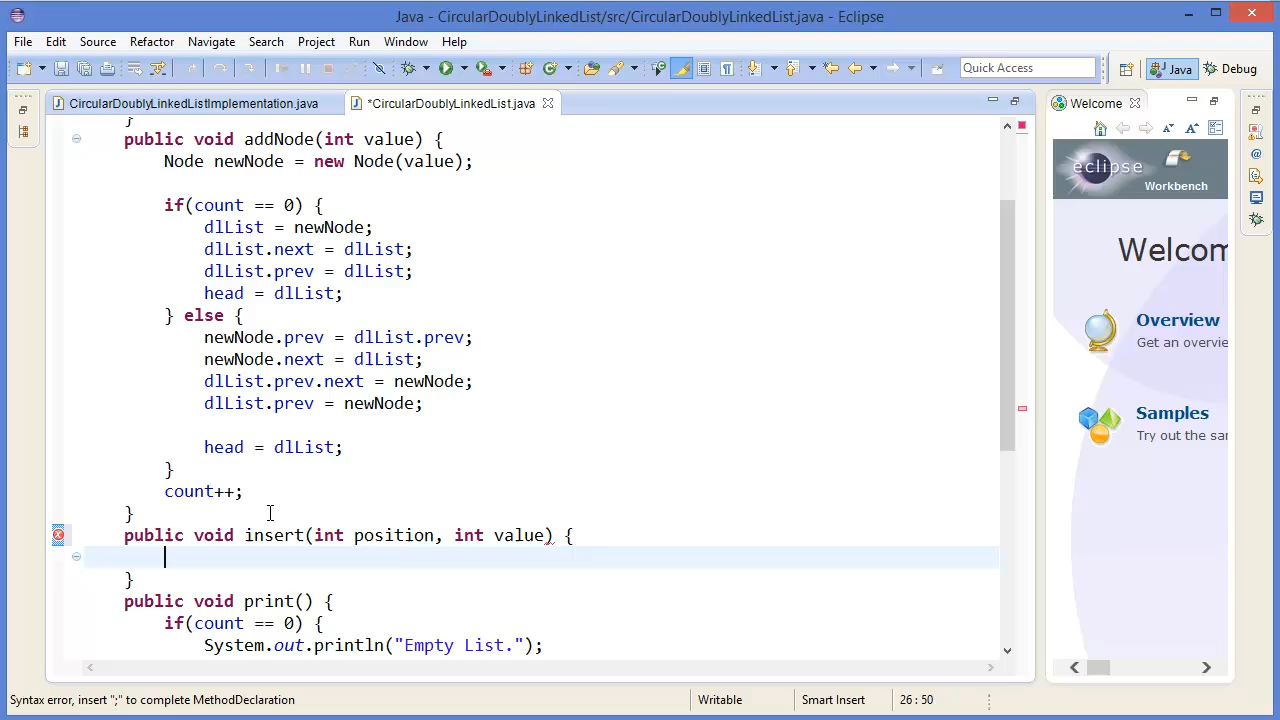 Java - CircularDoublyLinkedList/src/CircularDoublyLinkedList.java - Eclipse
File Edit Source Refactor Navigate Search Project Run Window Help
Quick Access Java Debug
CircularDoublyLinkedListImplementation.java *CircularDoublyLinkedList.java Welcome
}
public void addNode(int value) {
Node newNode = new Node(value);
if(count == 0) {
dlList = newNode;
dlList.next = dlList;
dlList.prev = dlList;
head = dlList;
} else {
newNode.prev = dlList.prev;
newNode.next = dlList;
dlList.prev.next = newNode;
dlList.prev = newNode;
head = dlList;
}
count++;
}
public void insert(int position, int value) {
}
public void print() {
if(count == 0) {
System.out.println("Empty List.");
eclipse
Workbench
Welcom
Overview
Get an overvie
Samples
Try out the sar
Syntax error, insert ";" to complete MethodDeclaration Writable Smart Insert 26 : 50